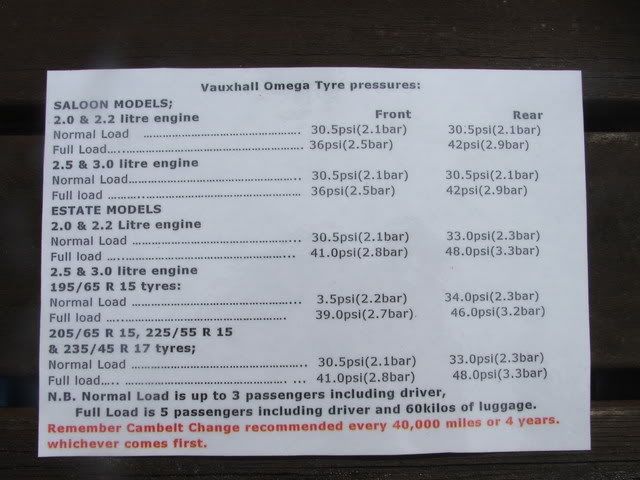 Vauxhall Omega Tyre pressures:
SALOON MODELS;
2.0 & 2.2 litre engine Front Rear
Normal Load ........................................... 30.5psi(2.1bar) 30.5psi(2.1bar)
Full Load.................................................. 36psi(2.5bar) 42psi(2.9bar)
2.5 & 3.0 litre engine
Normal Load............................................. 30.5psi(2.1bar) 30.5psi(2.1bar)
Full load ................................................... 36psi(2.5bar) 42psi(2.9bar)
ESTATE MODELS
2.0 & 2.2 Litre engine
Normal Load ............................................. 30.5psi(2.1bar) 33.0psi(2.3bar)
Full load ................................................... 41.0psi(2.8bar) 48.0psi(3.3bar)
2.5 & 3.0 litre engine
195/65 R 15 tyres:
Normal Load ............................................. 3.5psi(2.2bar) 34.0psi(2.3bar)
Full load ................................................... 39.0psi(2.7bar) 46.0psi(3.2bar)
205/65 R 15, 225/55 R 15
& 235/45 R 17 tyres;
Normal Load ............................................. 30.5psi(2.1bar) 33.0psi(2.3bar)
Full load..... ........................................ ... 41.0psi(2.8bar) 48.0psi(3.3bar)
N.B. Normal Load is up to 3 passengers including driver,
Full Load is 5 passengers including driver and 60kilos of luggage.
Remember Cambelt Change recommended every 40,000 miles or 4 years.
whichever comes first.